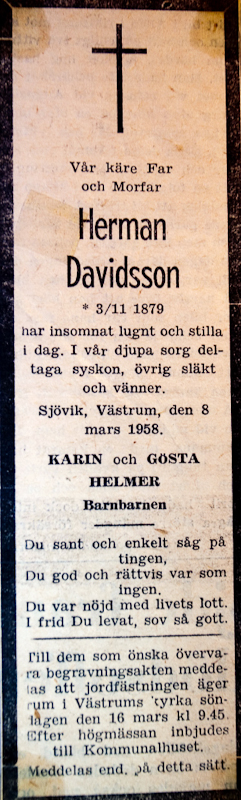 Vår käre Far
och Morfar
Herman
Davidsson
* 3/11 1879
har insomnat lugnt och stilla
i dag. I vår djupa sorg del-
taga syskon, övrig släkt
och vänner.
Sjövik, Västrum, den 8
mars 1958.
KARIN och GÖSTA
HELMER
Barnbarnen
Du sant och enkelt såg på
tingen,
Du god och rättvis var som
ingen.
Du var nöjd med livets lott.
I frid Du levat, sov så gott.
Till dem som önska överva-
ra begravningsakten medde-
las att jordfästningen äger
rum i Västrums kyrka sön-
dagen den 16 mars kl 9.45.
Efter högmässan inbjudes
till Kommunalhuset.
Meddelas end. på detta sätt.